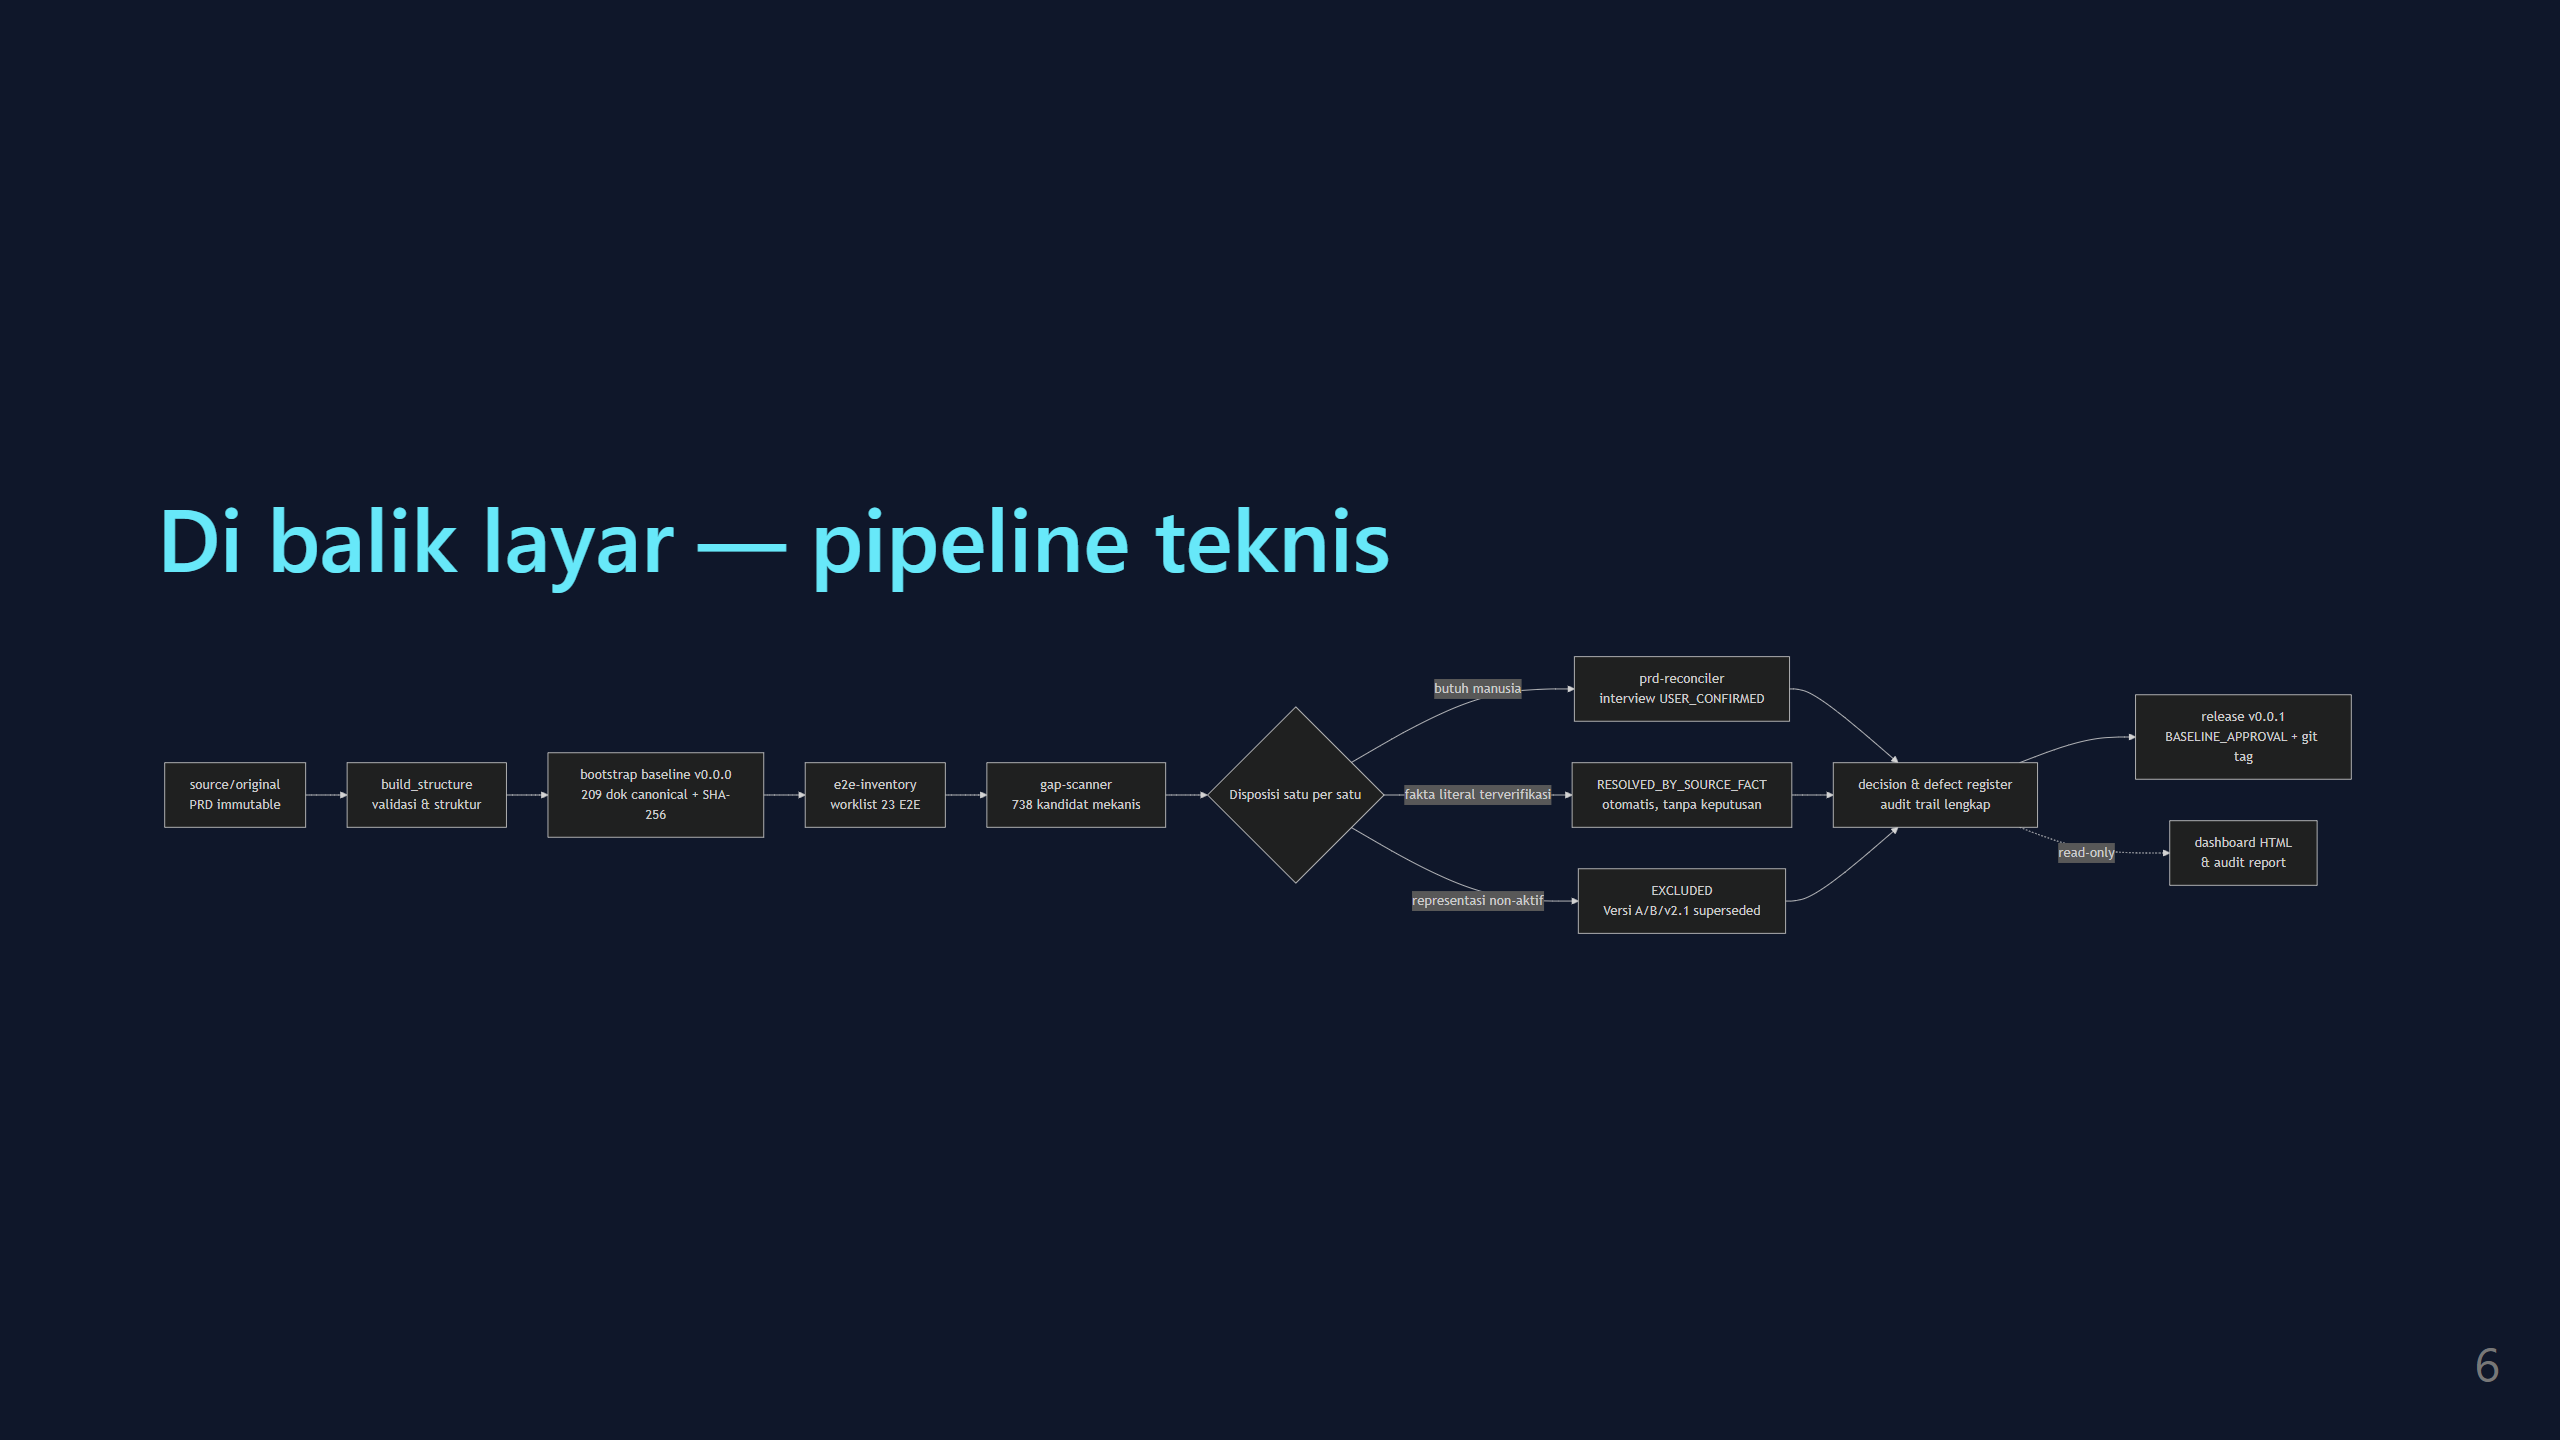 Di balik layar — pipeline teknis
source/original
PRD immutable
build_structure
validasi & struktur
bootstrap baseline v0.0.0
209 dok canonical + SHA-
256
e2e-inventory
worklist 23 E2E
gap-scanner
738 kandidat mekanis
Disposisi satu per satu
butuh manusia
fakta literal terverifikasi
representasi non-aktif
prd-reconciler
interview USER_CONFIRMED
RESOLVED_BY_SOURCE_FACT
otomatis, tanpa keputusan
EXCLUDED
Versi A/B/v2.1 superseded
decision & defect register
audit trail lengkap
read-only
release v0.0.1
BASELINE_APPROVAL + git
tag
dashboard HTML
& audit report
6